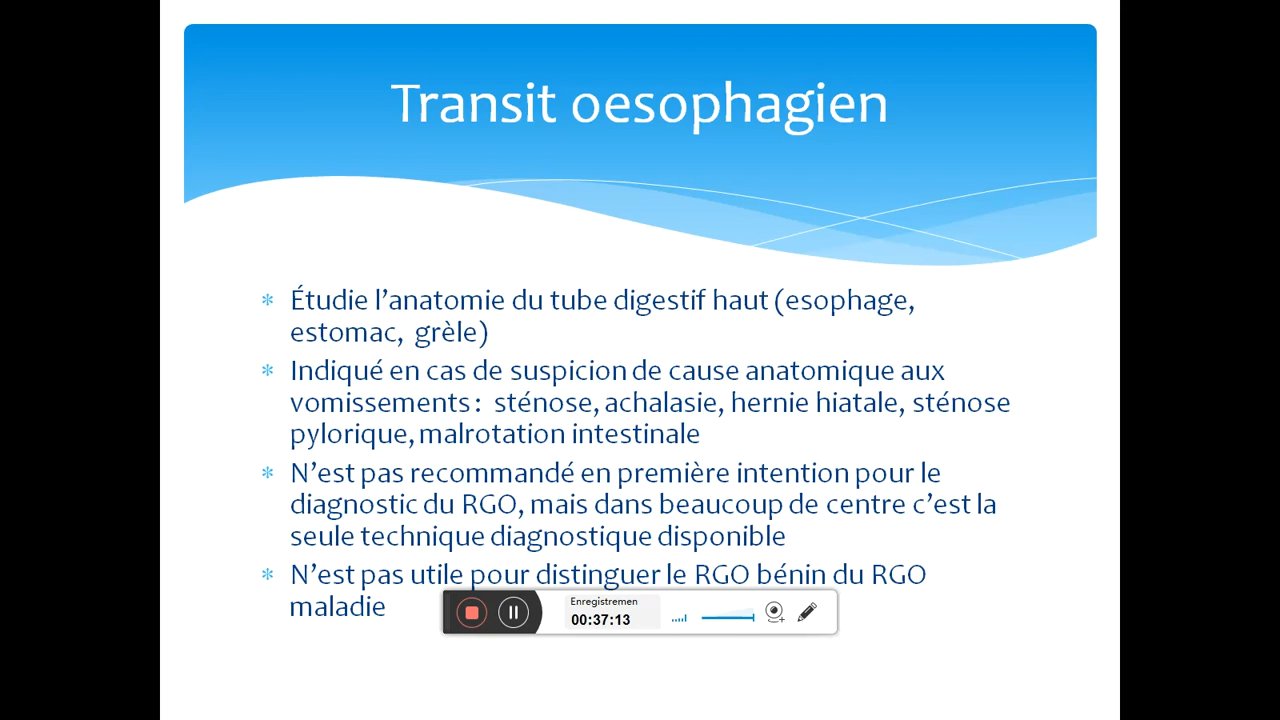 Transit oesophagien
* Étudie l’anatomie du tube digestif haut (esophage,
estomac, grèle)
* Indiqué en cas de suspicion de cause anatomique aux
vomissements : sténose, achalasie, hernie hiatale, sténose
pylorique, malrotation intestinale
* N’est pas recommandé en première intention pour le
diagnostic du RGO, mais dans beaucoup de centre c’est la
seule technique diagnostique disponible
* N’est pas utile pour distinguer le RGO bénin du RGO
maladie
Enregistremen
00:37:13